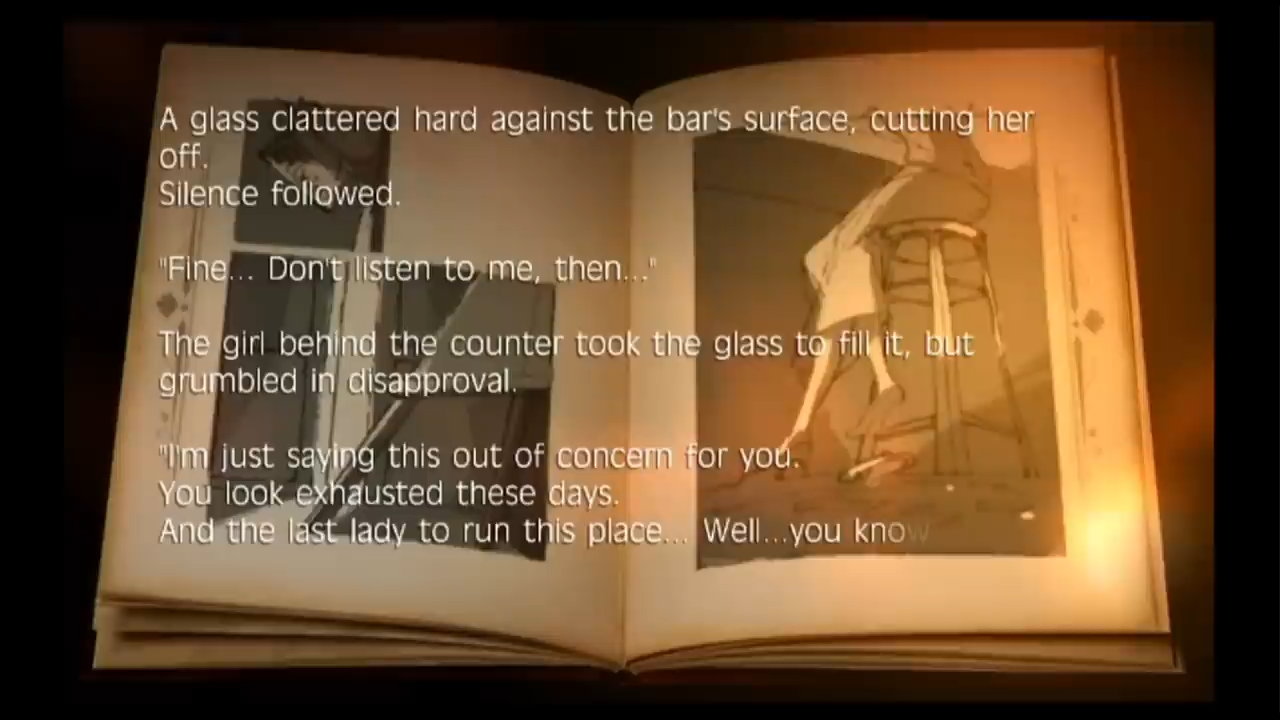 A glass clattered hard against the bar's surface, cutting her
off.
Silence followed.
"Fine... Don't listen to me, then..."
The girl behind the counter took the glass to fill it, but
grumbled in disapproval.
"I'm just saying this out of concern for you.
You look exhausted these days.
And the last lady to run this place... Well...you know